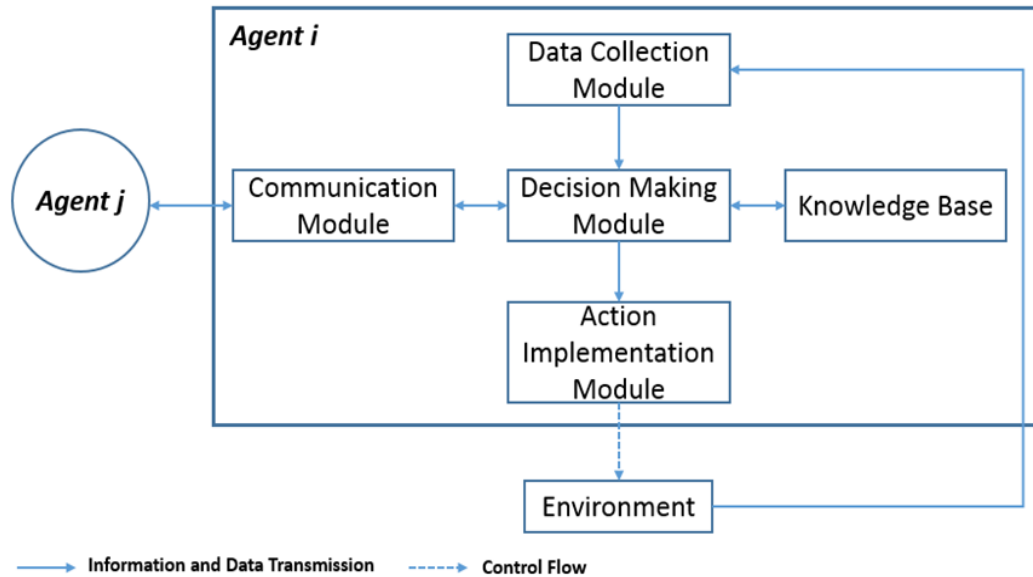 Agent i
Data Collection
Module
Agent j
Communication
Module
Decision Making
Module
Knowledge Base
Action
Implementation
Module
Environment
Information and Data Transmission
Control Flow